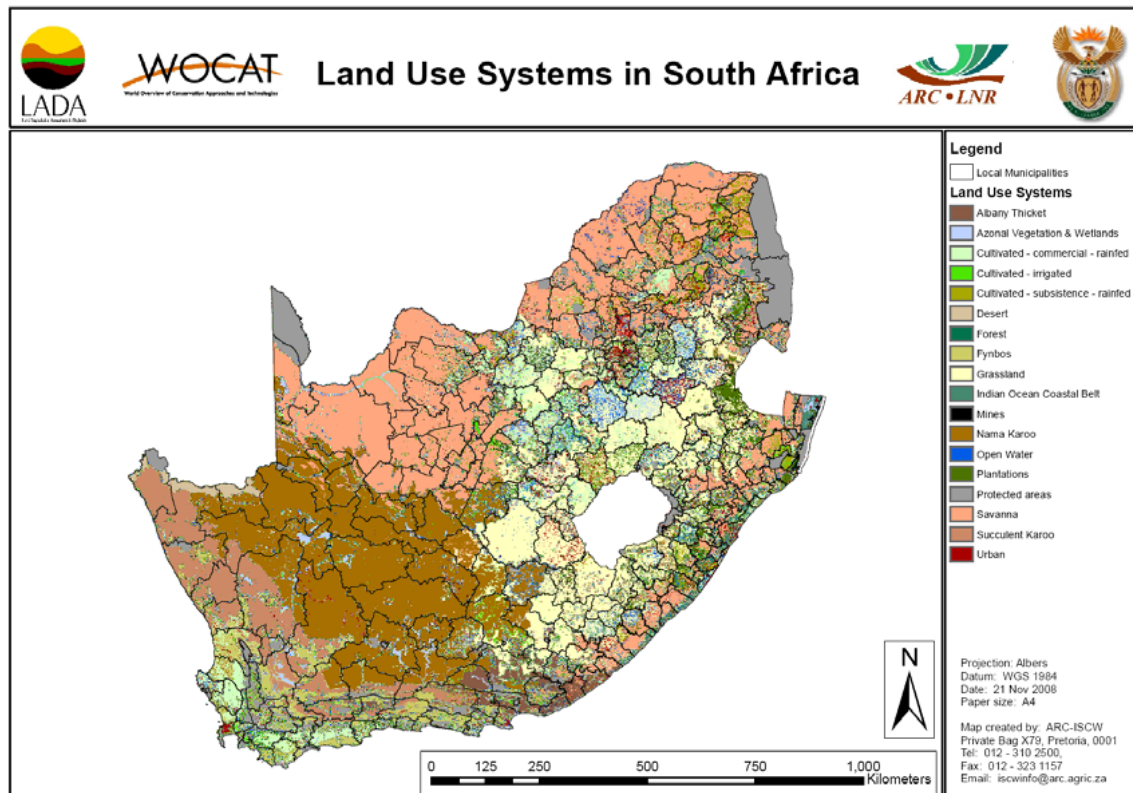 LADA
WOCAT
World Overview of Conservation Approaches and Technologies
Land Use Systems in South Africa
ARC • LNR
Legend
Local Municipalities
Land Use Systems
Albany Thicket
Azonal Vegetation & Wetlands
Cultivated - commercial - rainfed
Cultivated - irrigated
Cultivated - subsistence - rainfed
Desert
Forest
Fynbos
Grassland
Indian Ocean Coastal Belt
Mines
Nama Karoo
Open Water
Plantations
Protected areas
Savanna
Succulent Karoo
Urban
N
Projection: Albers
Datum: WGS 1984
Date: 21 Nov 2008
Paper size: A4
Map created by: ARC-ISCW
Private Bag X79, Pretoria, 0001
Tel: 012 - 310 2500,
Fax: 012 - 323 1157
Email: iscwinfo@arc.agric.za
0 125 250 500 750 1,000
Kilometers